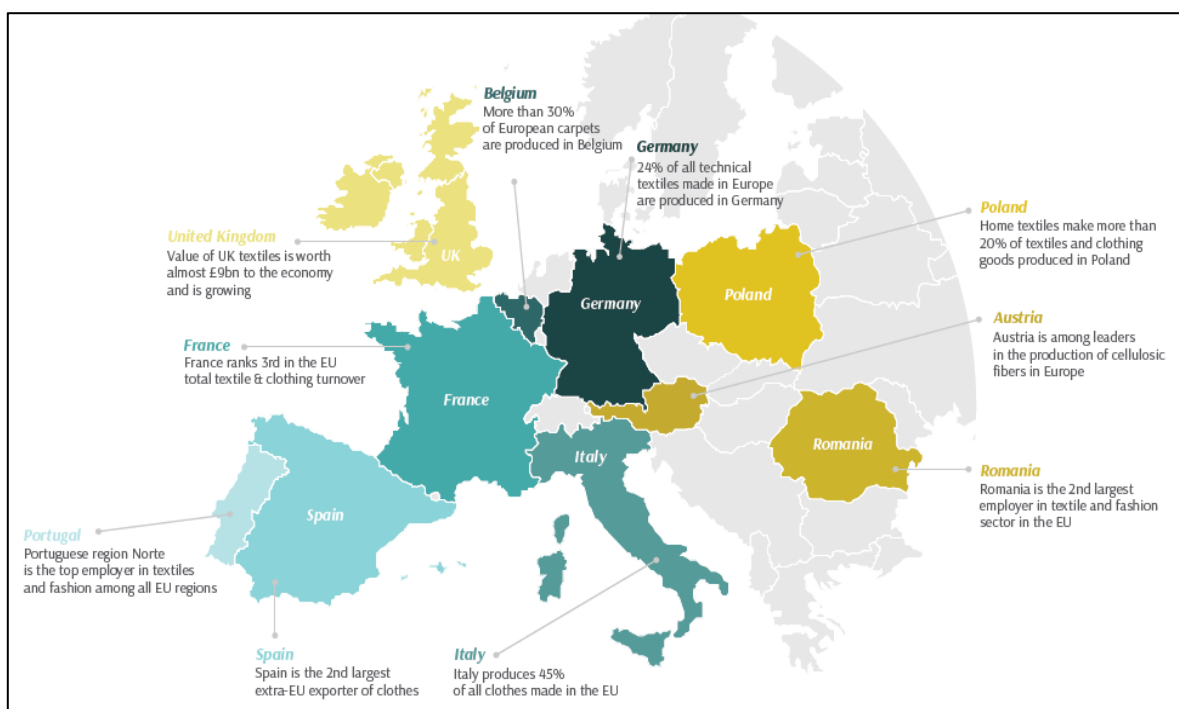 Belgium
More than 30%
of European carpets
are produced in Belgium
Germany
24% of all technical
textiles made in Europe
are produced in Germany
Poland
Home textiles make more than
20% of textiles and clothing
goods produced in Poland
United Kingdom
Value of UK textiles is worth
almost £9bn to the economy
and is growing
UK
Germany
Poland
Austria
Austria is among leaders
in the production of cellulosic
fibers in Europe
France
France ranks 3rd in the EU
total textile & clothing turnover
France
Italy
Romania
Romania
Romania is the 2nd largest
employer in textile and fashion
sector in the EU
Spain
Portugal
Portuguese region Norte
is the top employer in textiles
and fashion among all EU regions
Spain
Spain is the 2nd largest
extra-EU exporter of clothes
Italy
Italy produces 45%
of all clothes made in the EU